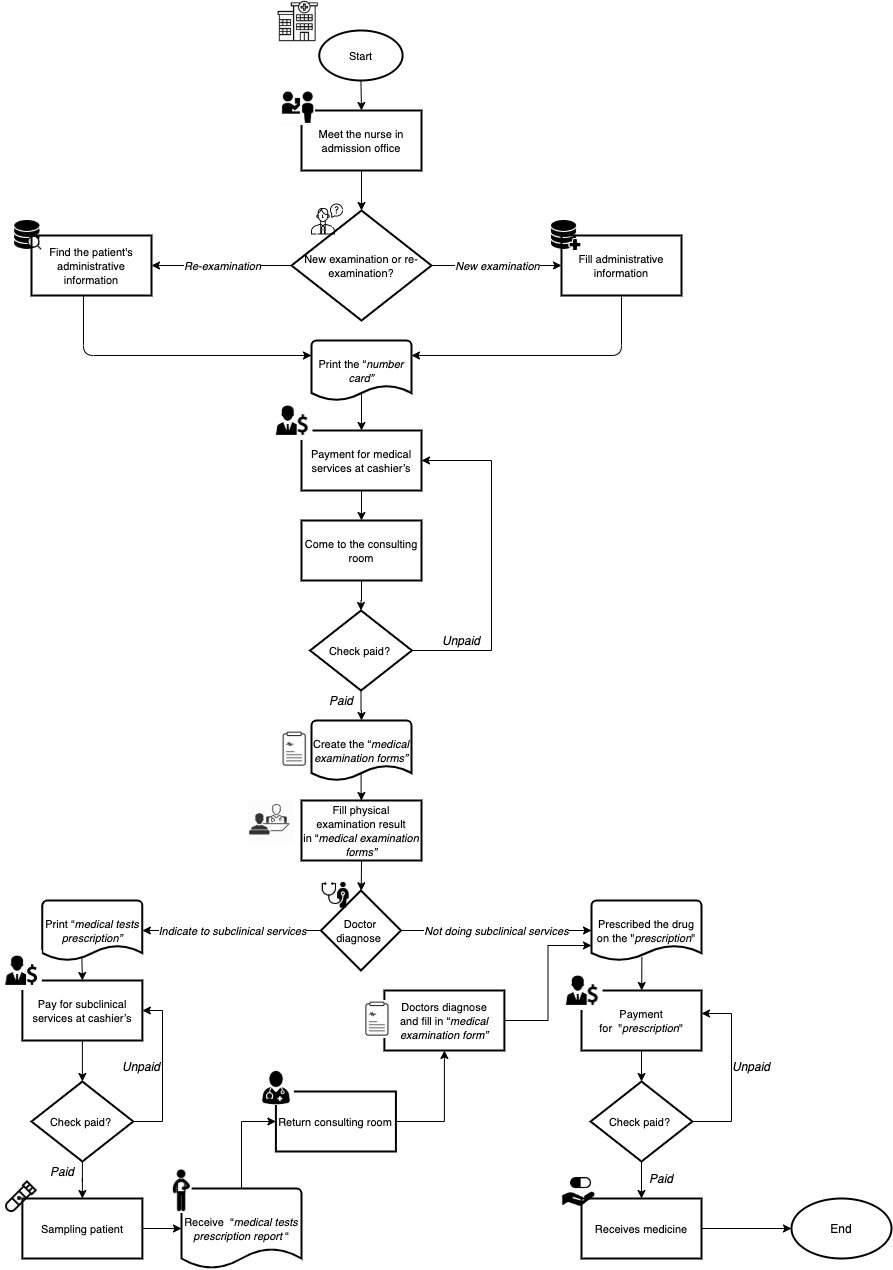 Start
Meet the nurse in
admission office
?
Find the patient's
administrative
information
Re-examination
New examination or re-
examination?
New examination
Fill administrative
information
Print the “number
card”
$
Payment for medical
services at cashier’s
Come to the consulting
room
Check paid?
Unpaid
Paid
Create the “medical
examination forms”
Fill physical
examination result
in “medical examination
forms”
Print “medical tests
prescription”
Indicate to subclinical services
Doctor
diagnose
Not doing subclinical services
Prescribed the drug
on the "prescription"
$
Pay for subclinical
services at cashier’s
Doctors diagnose
and fill in “medical
examination form”
$
Payment
for "prescription"
Unpaid
Unpaid
Check paid?
Return consulting room
Check paid?
Paid
Paid
Sampling patient
Receive “medical tests
prescription report “
Receives medicine
End